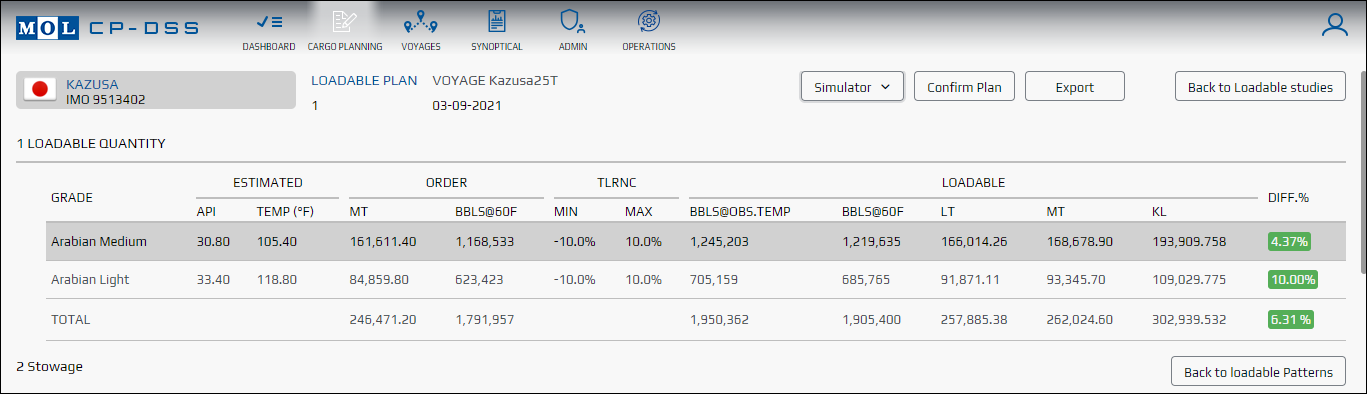 MOL CP-DSS
DASHBOARD CARGO PLANNING VOYAGES SYNOPTICAL ADMIN OPERATIONS
KAZUSA
IMO 9513402
LOADABLE PLAN VOYAGE Kazusa25T
1 03-09-2021
Simulator Confirm Plan Export Back to Loadable studies
1 LOADABLE QUANTITY
GRADE ESTIMATED ORDER TLRNC LOADABLE DIFF.%
API TEMP (°F) MT BBLS@60F MIN MAX BBLS@OBS.TEMP BBLS@60F LT MT KL
Arabian Medium 30.80 105.40 161,611.40 1,168,533 -10.0% 10.0% 1,245,203 1,219,635 166,014.26 168,678.90 193,909.758 4.37%
Arabian Light 33.40 118.80 84,859.80 623,423 -10.0% 10.0% 705,159 685,765 91,871.11 93,345.70 109,029.775 10.00%
TOTAL 246,471.20 1,791,957 1,950,362 1,905,400 257,885.38 262,024.60 302,939.532 6.31 %
2 Stowage
Back to loadable Patterns